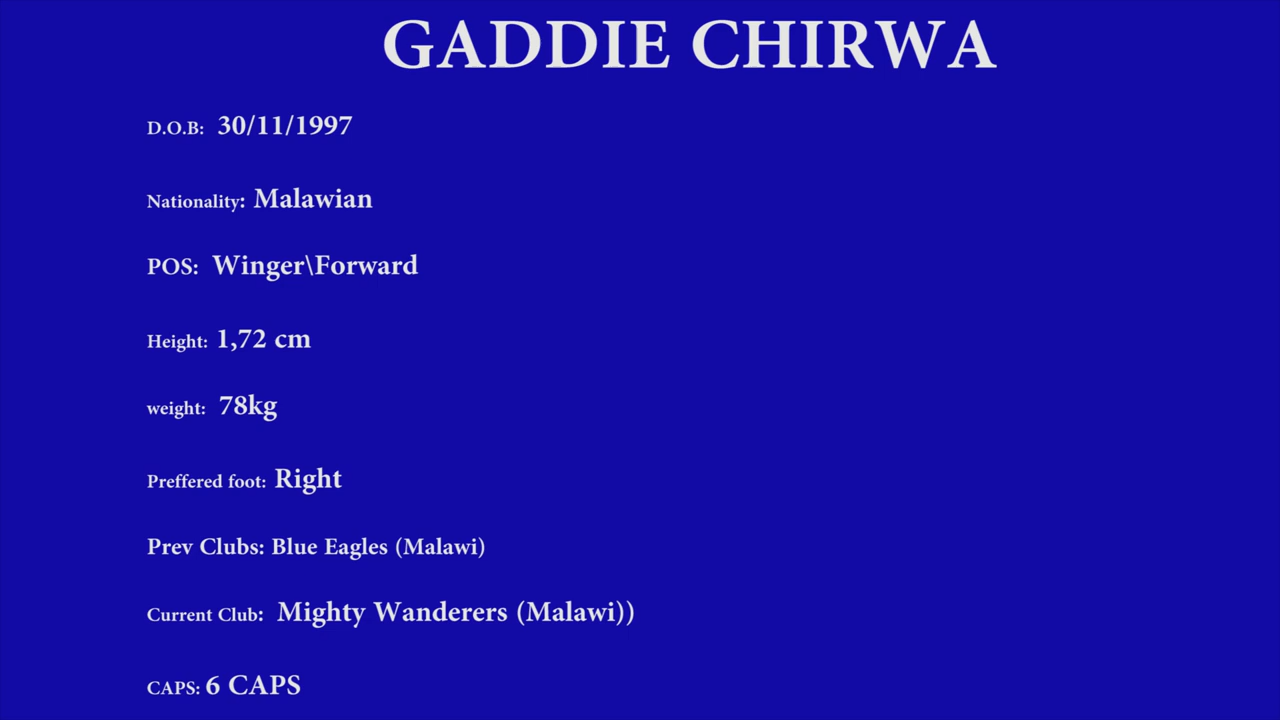 GADDIE CHIRWA
D.O.B: 30/11/1997
Nationality: Malawian
POS: Winger\Forward
Height: 1,72 cm
weight: 78kg
Preffered foot: Right
Prev Clubs: Blue Eagles (Malawi)
Current Club: Mighty Wanderers (Malawi))
CAPS: 6 CAPS